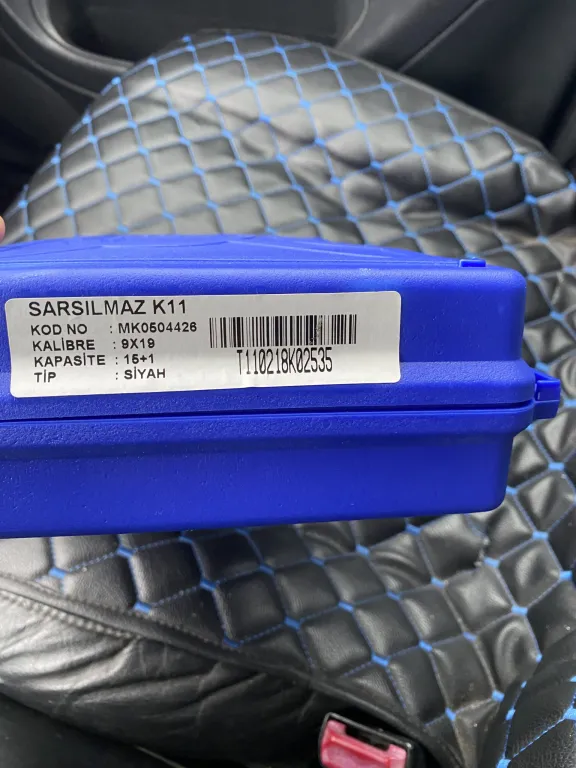 SARSILMAZ K11
KOD NO : MK0504426
KALİBRE : 9X19
KAPASİTE : 15+1
TİP : SİYAH
T110218K02535